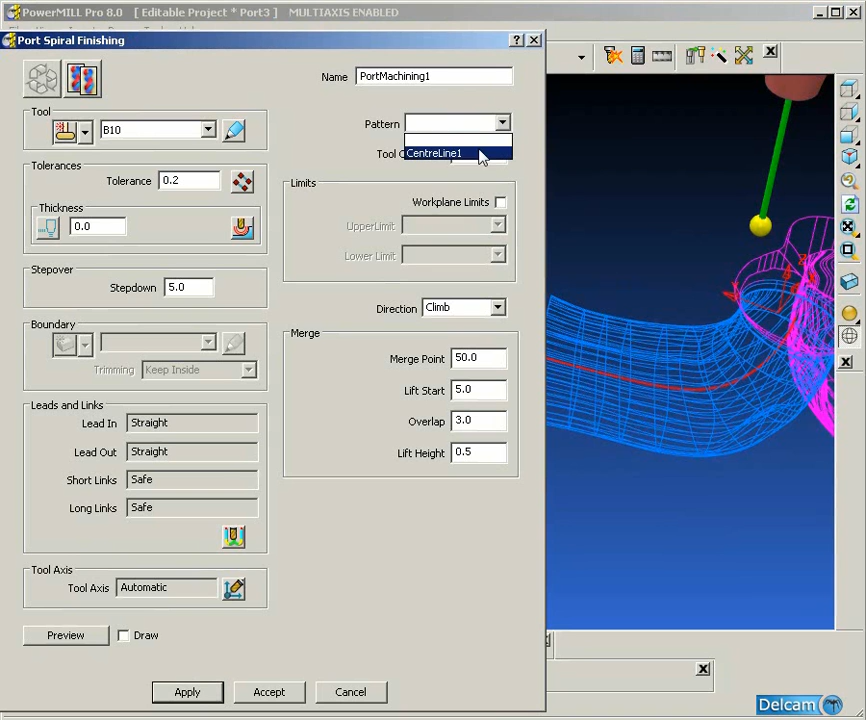 PowerMILL Pro 8.0 [ Editable Project * Port3 ] MULTIAXIS ENABLED
Port Spiral Finishing
Name PortMachining1
Tool
B10
Pattern
CentreLine1
Tool
Tolerances
Tolerance 0.2
Thickness
0.0
Limits
Workplane Limits
UpperLimit
Lower Limit
Stepover
Stepdown 5.0
Direction Climb
Boundary
Trimming Keep Inside
Merge
Merge Point 50.0
Lift Start 5.0
Overlap 3.0
Lift Height 0.5
Leads and Links
Lead In Straight
Lead Out Straight
Short Links Safe
Long Links Safe
Tool Axis
Tool Axis Automatic
Preview Draw
Apply Accept Cancel
Delcam